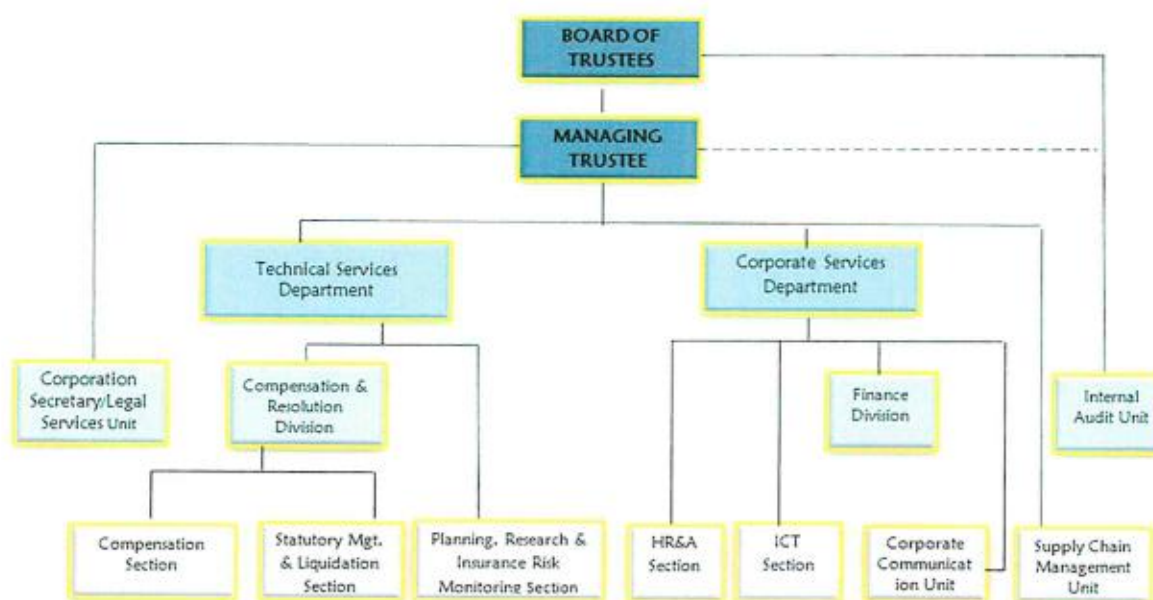 BOARD OF
TRUSTEES
MANAGING
TRUSTEE
Technical Services
Department
Corporate Services
Department
Corporation
Secretary/Legal
Services Unit
Compensation &
Resolution
Division
Finance
Division
Internal
Audit Unit
Compensation
Section
Statutory Mgt.
& Liquidation
Section
Planning, Research &
Insurance Risk
Monitoring Section
HR&A
Section
ICT
Section
Corporate
Communicat
ion Unit
Supply Chain
Management
Unit